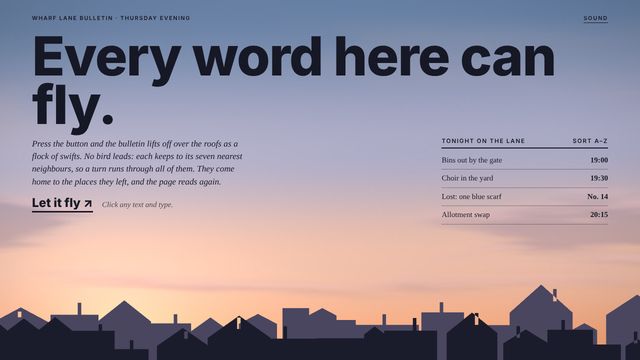 WHARF LANE BULLETIN · THURSDAY EVENING
SOUND
Every word here can
fly.
Press the button and the bulletin lifts off over the roofs as a
flock of swifts. No bird leads: each keeps to its seven nearest
neighbours, so a turn runs through all of them. They come
home to the places they left, and the page reads again.
Let it fly ↗
Click any text and type.
TONIGHT ON THE LANE SORT A–Z
Bins out by the gate 19:00
Choir in the yard 19:30
Lost: one blue scarf No. 14
Allotment swap 20:15